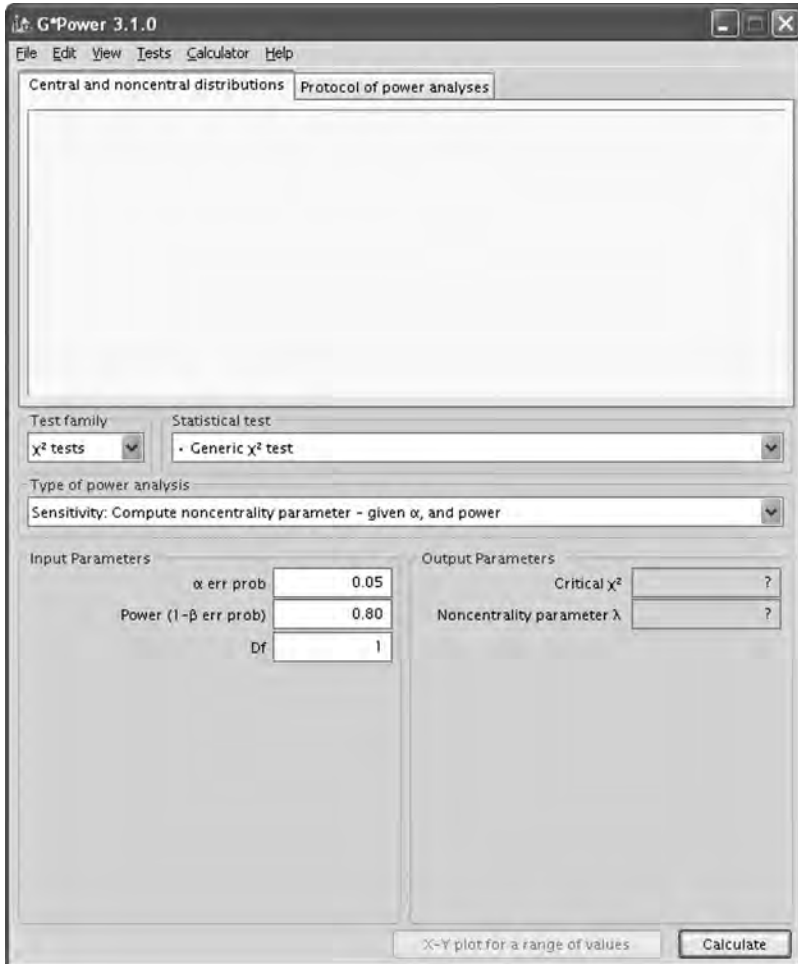 G*Power 3.1.0
File Edit View Tests Calculator Help
Central and noncentral distributions Protocol of power analyses
Test family Statistical test
χ² tests - Generic χ² test
Type of power analysis
Sensitivity: Compute noncentrality parameter - given α, and power
Input Parameters Output Parameters
α err prob 0.05 Critical χ² ?
Power (1-β err prob) 0.80 Noncentrality parameter λ ?
Df 1
X-Y plot for a range of values Calculate